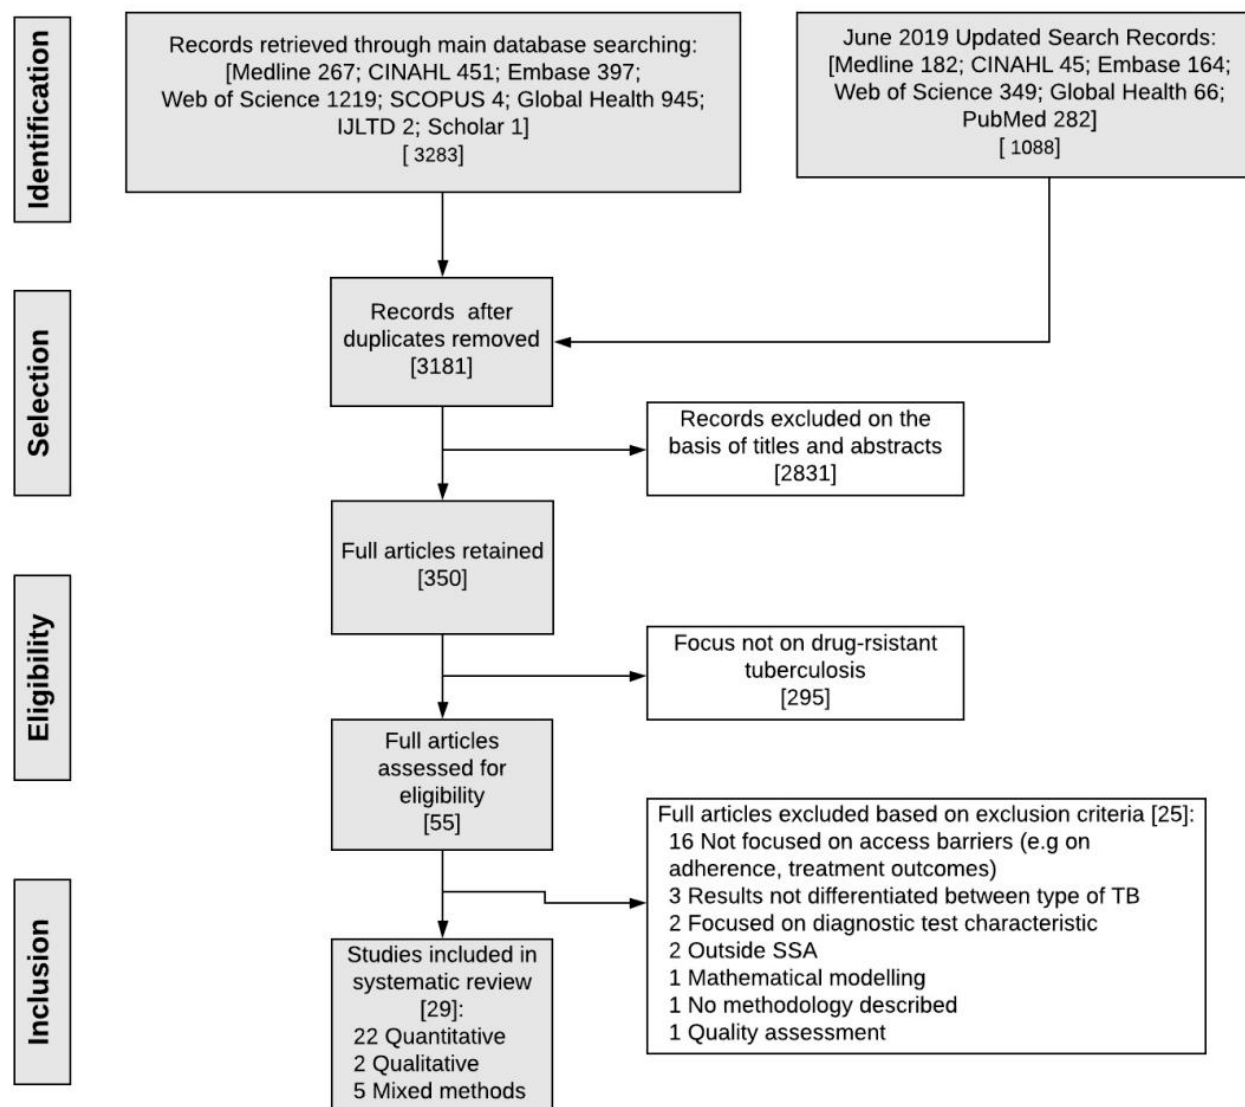 Identification
Records retrieved through main database searching:
[Medline 267; CINAHL 451; Embase 397;
Web of Science 1219; SCOPUS 4; Global Health 945;
IJLTD 2; Scholar 1]
[ 3283]
June 2019 Updated Search Records:
[Medline 182; CINAHL 45; Embase 164;
Web of Science 349; Global Health 66;
PubMed 282]
[ 1088]
Selection
Records after
duplicates removed
[3181]
Records excluded on the
basis of titles and abstracts
[2831]
Full articles retained
[350]
Eligibility
Focus not on drug-rsistant
tuberculosis
[295]
Full articles
assessed for
eligibility
[55]
Full articles excluded based on exclusion criteria [25]:
16 Not focused on access barriers (e.g on
adherence, treatment outcomes)
3 Results not differentiated between type of TB
2 Focused on diagnostic test characteristic
2 Outside SSA
1 Mathematical modelling
1 No methodology described
1 Quality assessment
Inclusion
Studies included in
systematic review
[29]:
22 Quantitative
2 Qualitative
5 Mixed methods